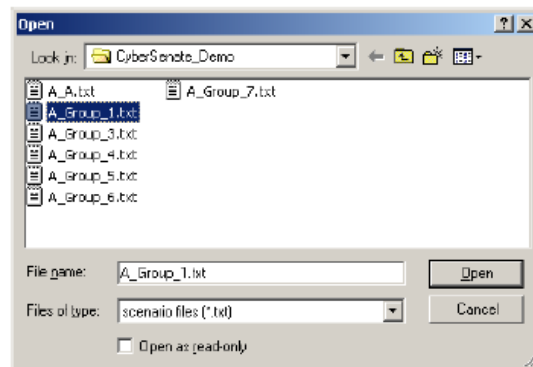 Open
Look in: CyberSenate_Demo
A_A.txt A_Group_7.txt
A_Group_1.txt
A_Group_3.txt
A_Group_4.txt
A_Group_5.txt
A_Group_6.txt
File name: A_Group_1.txt Open
Files of type: scenario files (*.txt) Cancel
Open as read-only